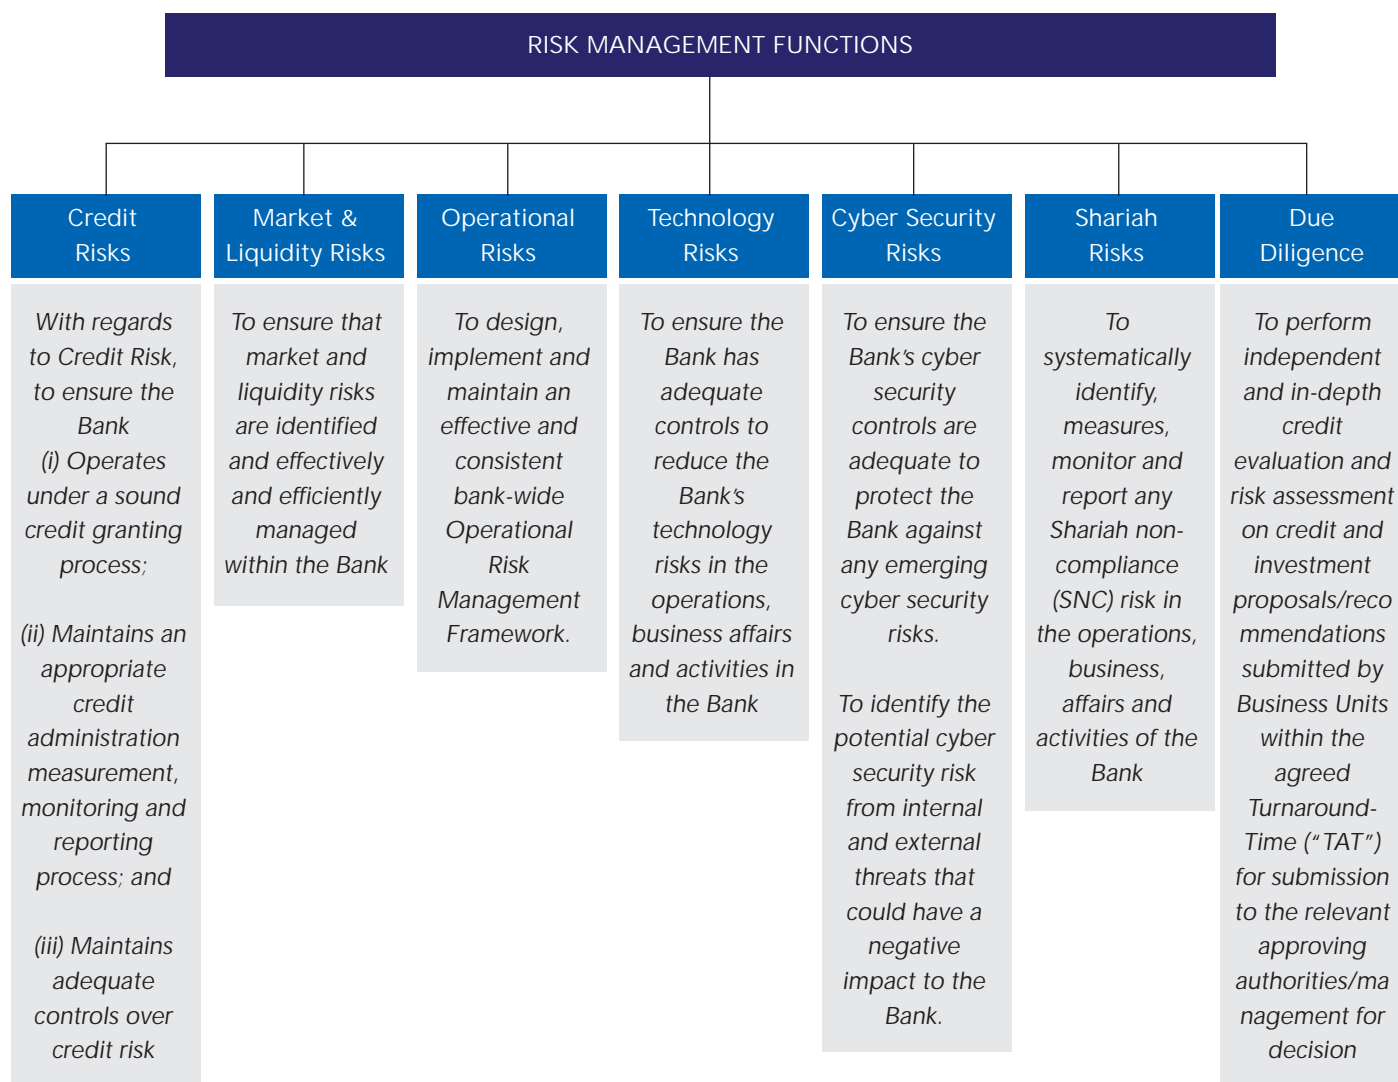 RISK MANAGEMENT FUNCTIONS
Credit
Risks
With regards
to Credit Risk,
to ensure the
Bank
(i) Operates
under a sound
credit granting
process;
(ii) Maintains an
appropriate
credit
administration
measurement,
monitoring and
reporting
process; and
(iii) Maintains
adequate
controls over
credit risk
Market &
Liquidity Risks
To ensure that
market and
liquidity risks
are identified
and effectively
and efficiently
managed
within the Bank
Operational
Risks
To design,
implement and
maintain an
effective and
consistent
bank-wide
Operational
Risk
Management
Framework.
Technology
Risks
To ensure the
Bank has
adequate
controls to
reduce the
Bank's
technology
risks in the
operations,
business affairs
and activities in
the Bank
Cyber Security
Risks
To ensure the
Bank's cyber
security
controls are
adequate to
protect the
Bank against
any emerging
cyber security
risks.
To identify the
potential cyber
security risk
from internal
and external
threats that
could have a
negative
impact to the
Bank.
Shariah
Risks
To
systematically
identify,
measures,
monitor and
report any
Shariah non-
compliance
(SNC) risk in
the operations,
business,
affairs and
activities of the
Bank
Due
Diligence
To perform
independent
and in-depth
credit
evaluation and
risk assessment
on credit and
investment
proposals/reco
mmendations
submitted by
Business Units
within the
agreed
Turnaround-
Time ("TAT")
for submission
to the relevant
approving
authorities/ma
nagement for
decision